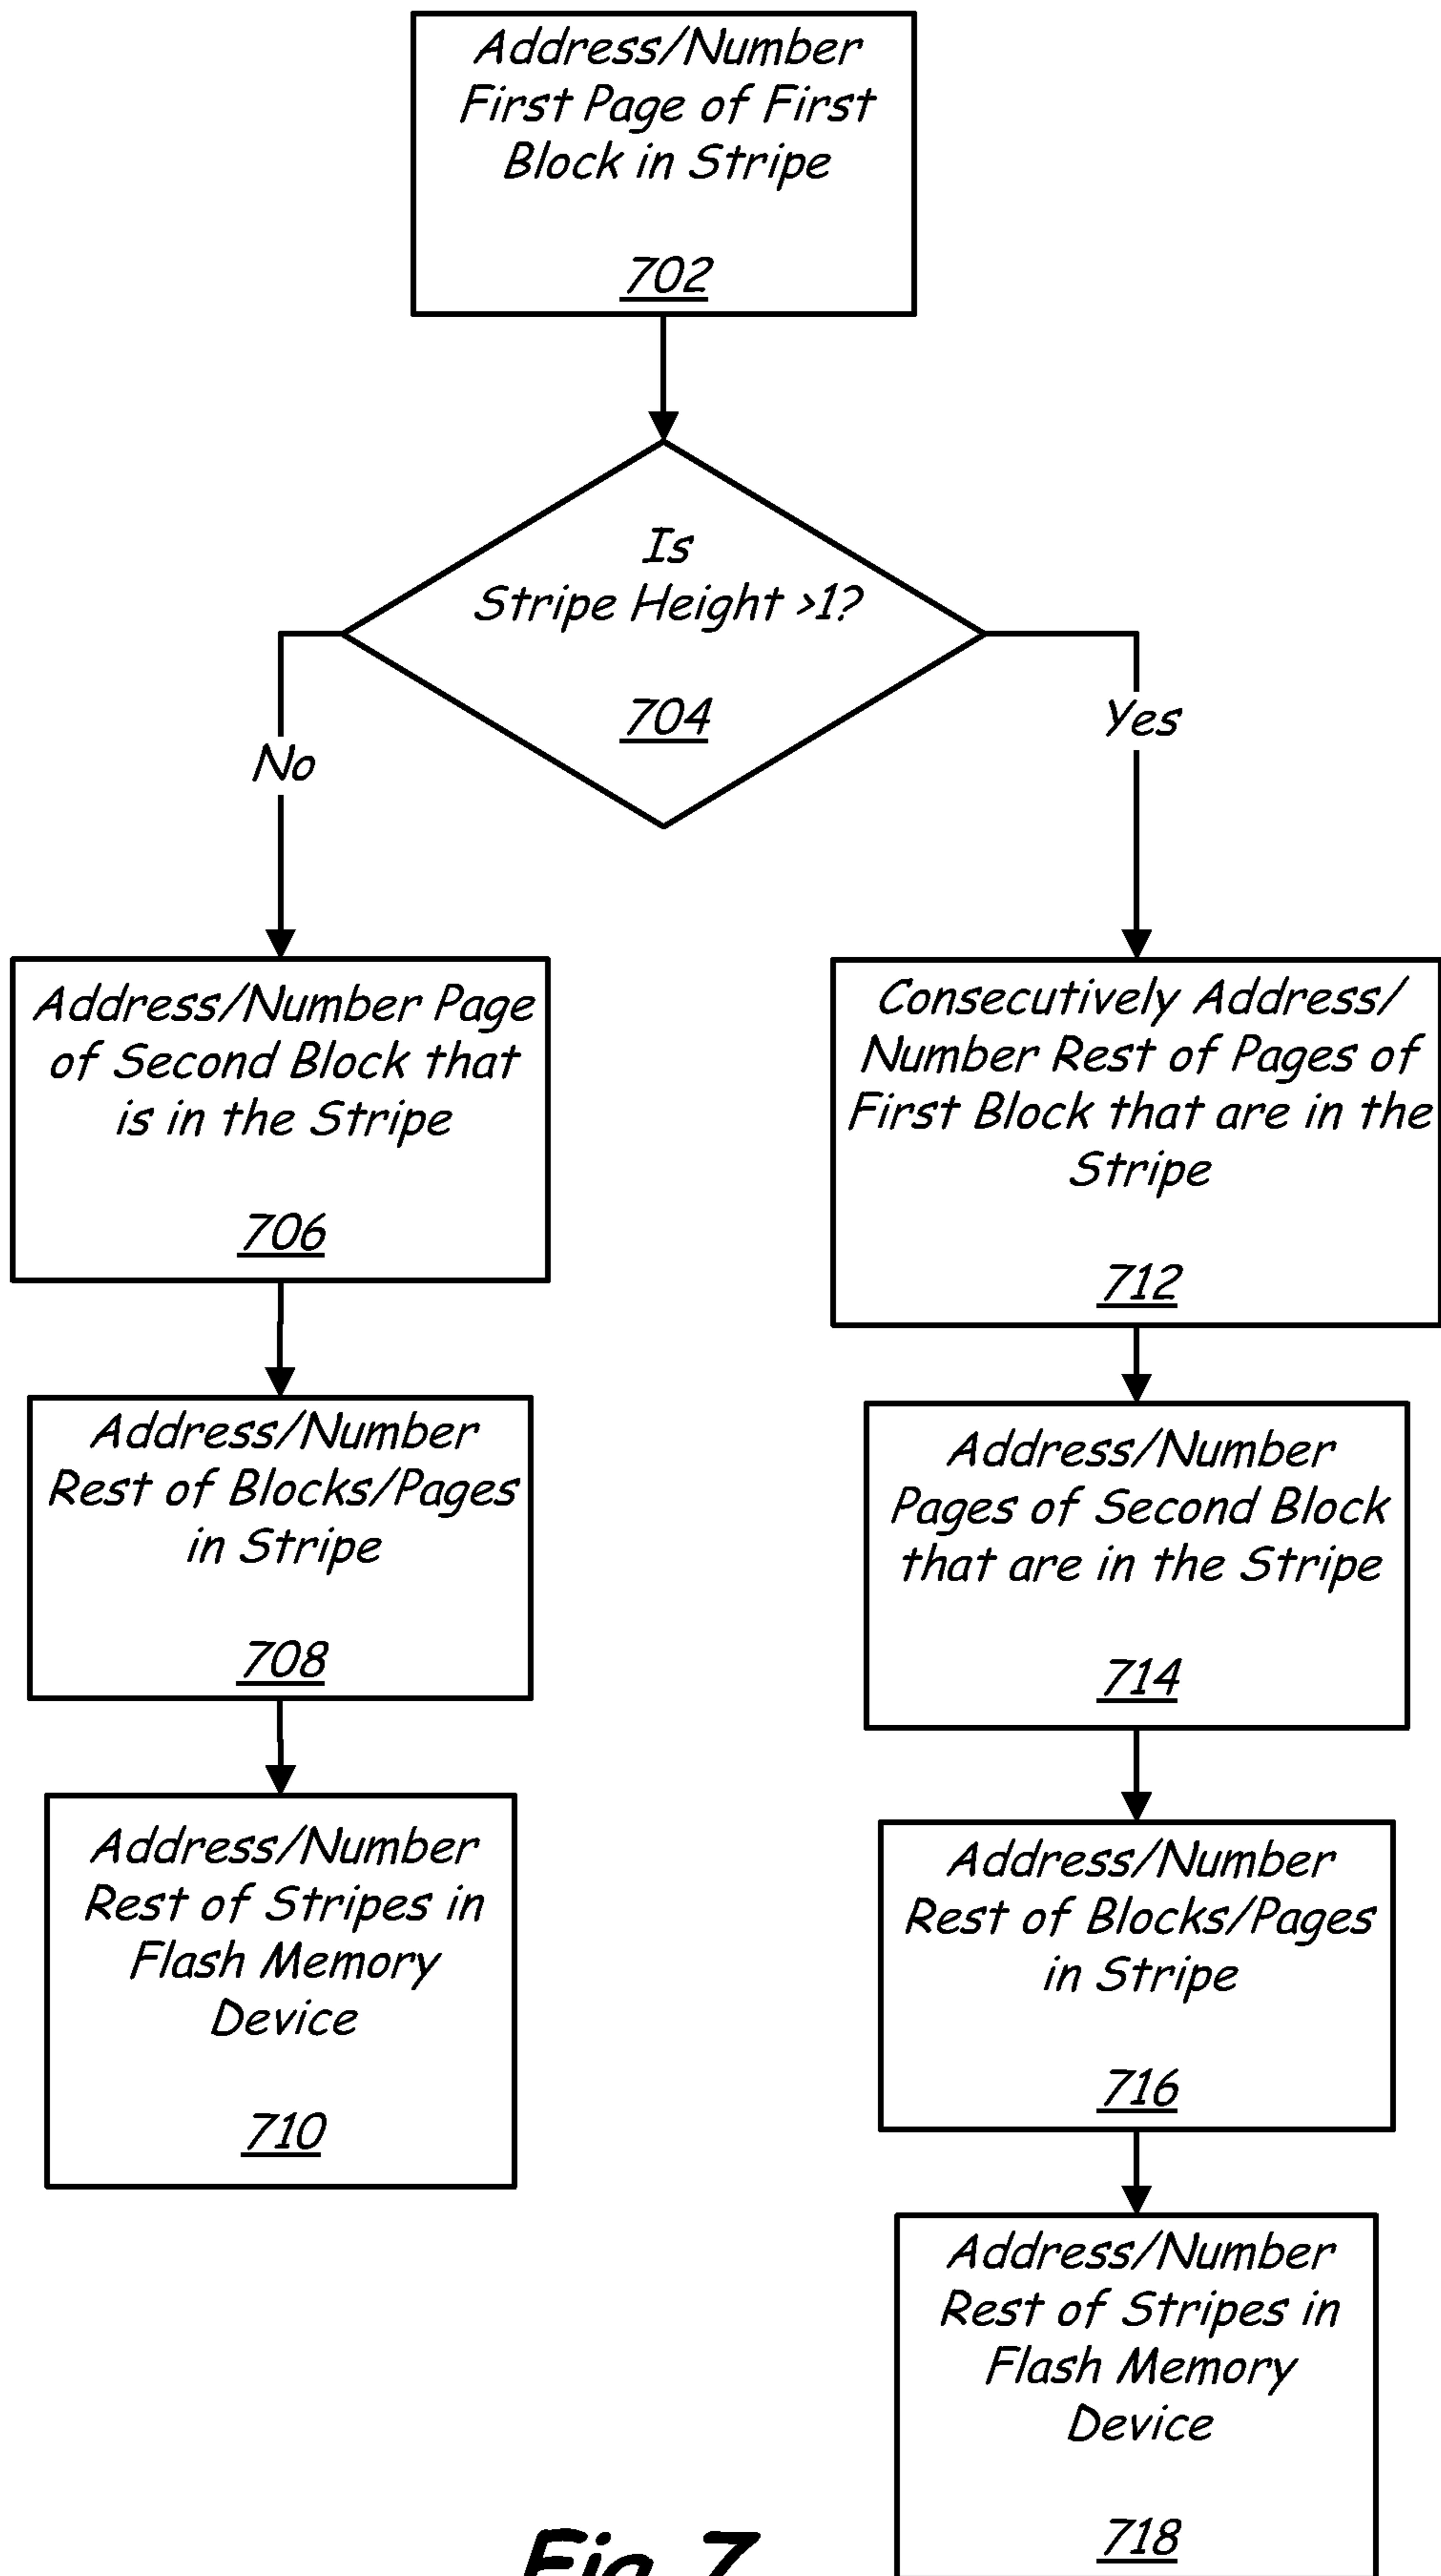 Address/Number
First Page of First
Block in Stripe
702
Is
Stripe Height >1?
704
No
Yes
Address/Number Page
of Second Block that
is in the Stripe
706
Consecutively Address/
Number Rest of Pages of
First Block that are in the
Stripe
712
Address/Number
Rest of Blocks/Pages
in Stripe
708
Address/Number
Pages of Second Block
that are in the Stripe
714
Address/Number
Rest of Stripes in
Flash Memory
Device
710
Address/Number
Rest of Blocks/Pages
in Stripe
716
Address/Number
Rest of Stripes in
Flash Memory
Device
718
Fig. 7